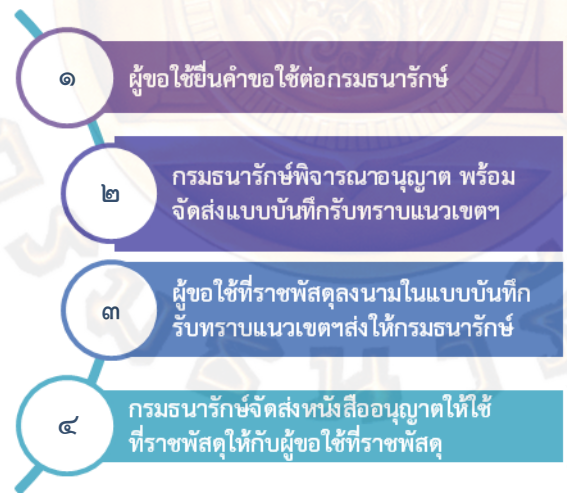 ๑
ผู้ขอใช้ยื่นคำขอใช้ต่อกรมธนารักษ์
๒
กรมธนารักษ์พิจารณาอนุญาต พร้อม
จัดส่งแบบบันทึกรับทราบแนวเขตฯ
๓
ผู้ขอใช้ที่ราชพัสดุลงนามในแบบบันทึก
รับทราบแนวเขตฯส่งให้กรมธนารักษ์
๔
กรมธนารักษ์จัดส่งหนังสืออนุญาตให้ใช้
ที่ราชพัสดุให้กับผู้ขอใช้ที่ราชพัสดุ